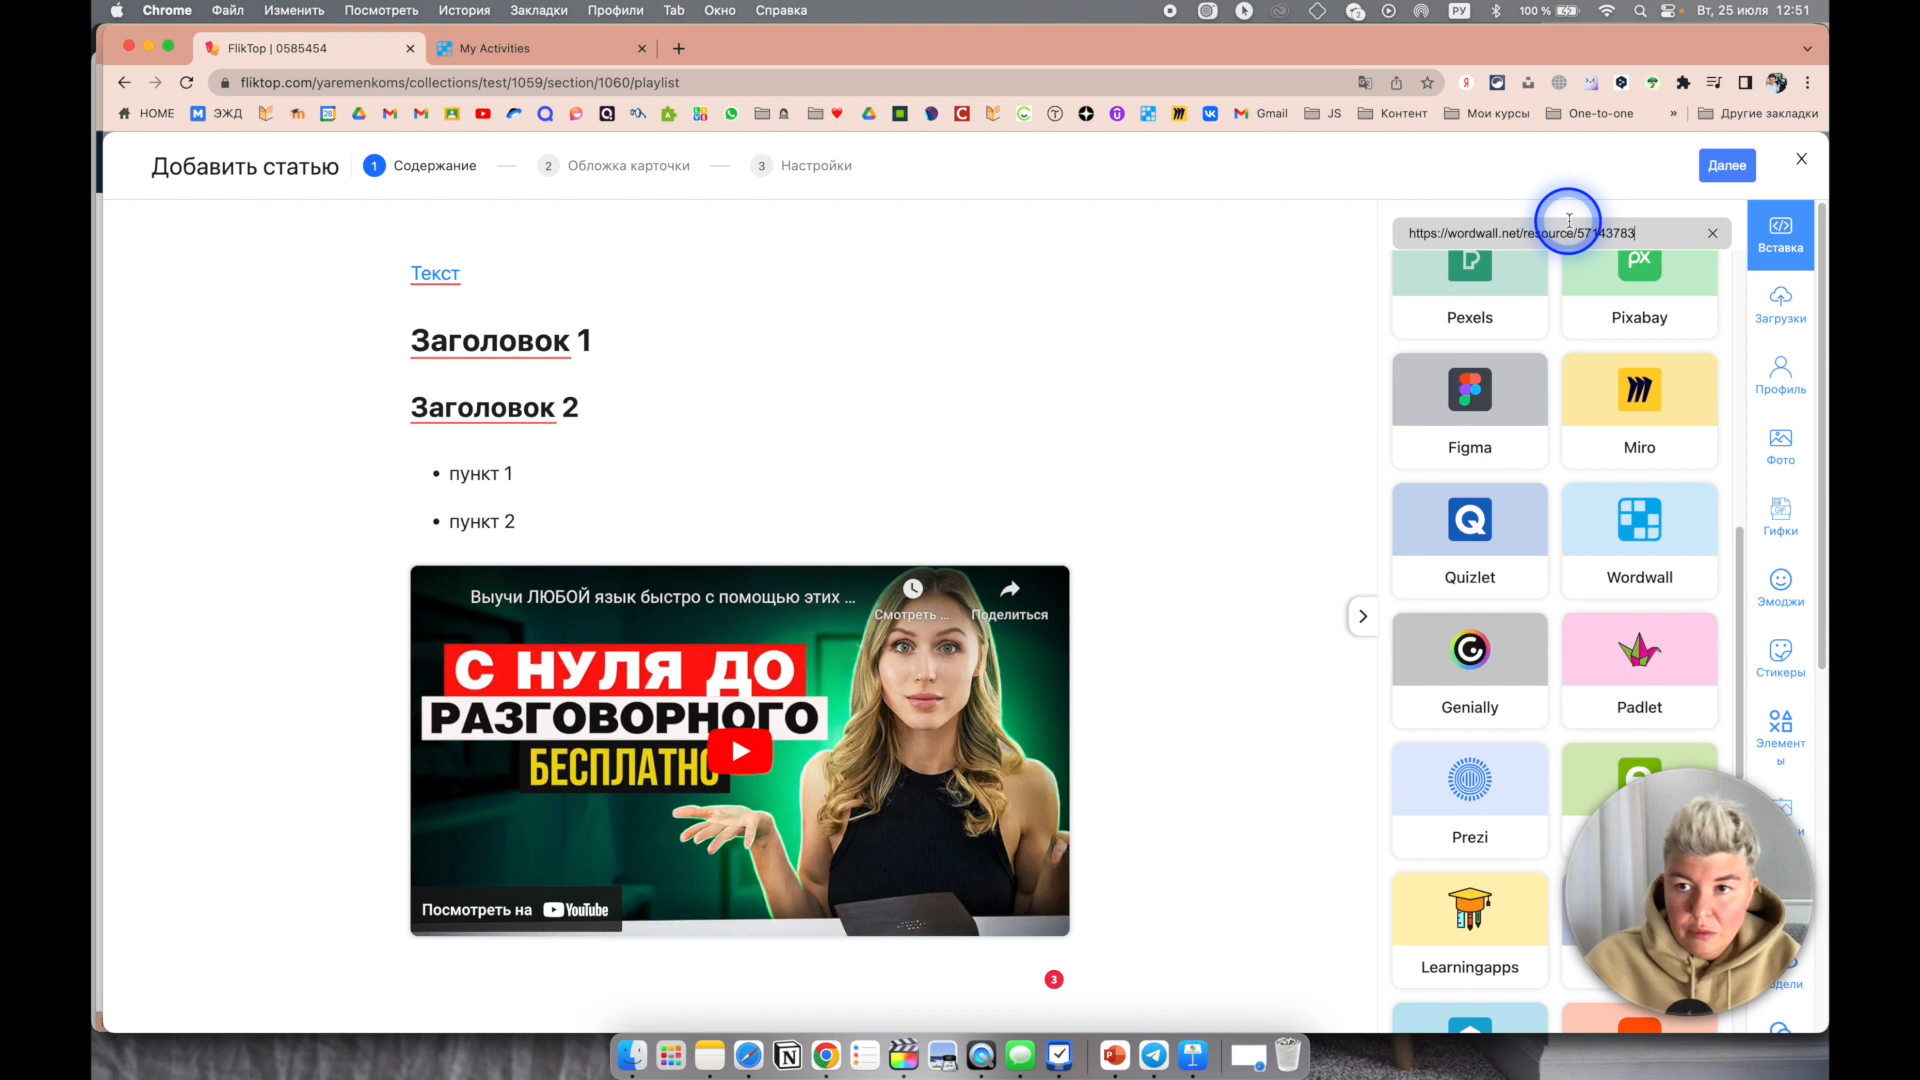 Chrome Файл Изменить Посмотреть История Закладки Профили Tab Окно Справка
РУ 100 % Вт, 25 июля 12:51
FlikTop | 0585454
My Activities
fliktop.com/yaremenkoms/collections/test/1059/section/1060/playlist
HOME ЭЖД Gmail JS Контент Мои курсы One-to-one » Другие закладки
Добавить статью 1 Содержание 2 Обложка карточки 3 Настройки Далее
https://wordwall.net/resource/57143783
Вставка
Загрузки
Профиль
Фото
Гифки
Эмоджи
Стикеры
Элемент
ы
Текст
Заголовок 1
Заголовок 2
• пункт 1
• пункт 2
Выучи ЛЮБОЙ язык быстро с помощью этих ...
Смотреть ...
Поделиться
С НУЛЯ ДО
РАЗГОВОРНОГО
БЕСПЛАТНО
Посмотреть на YouTube
3
Pexels Pixabay
Figma Miro
Quizlet Wordwall
Genially Padlet
Prezi
Learningapps